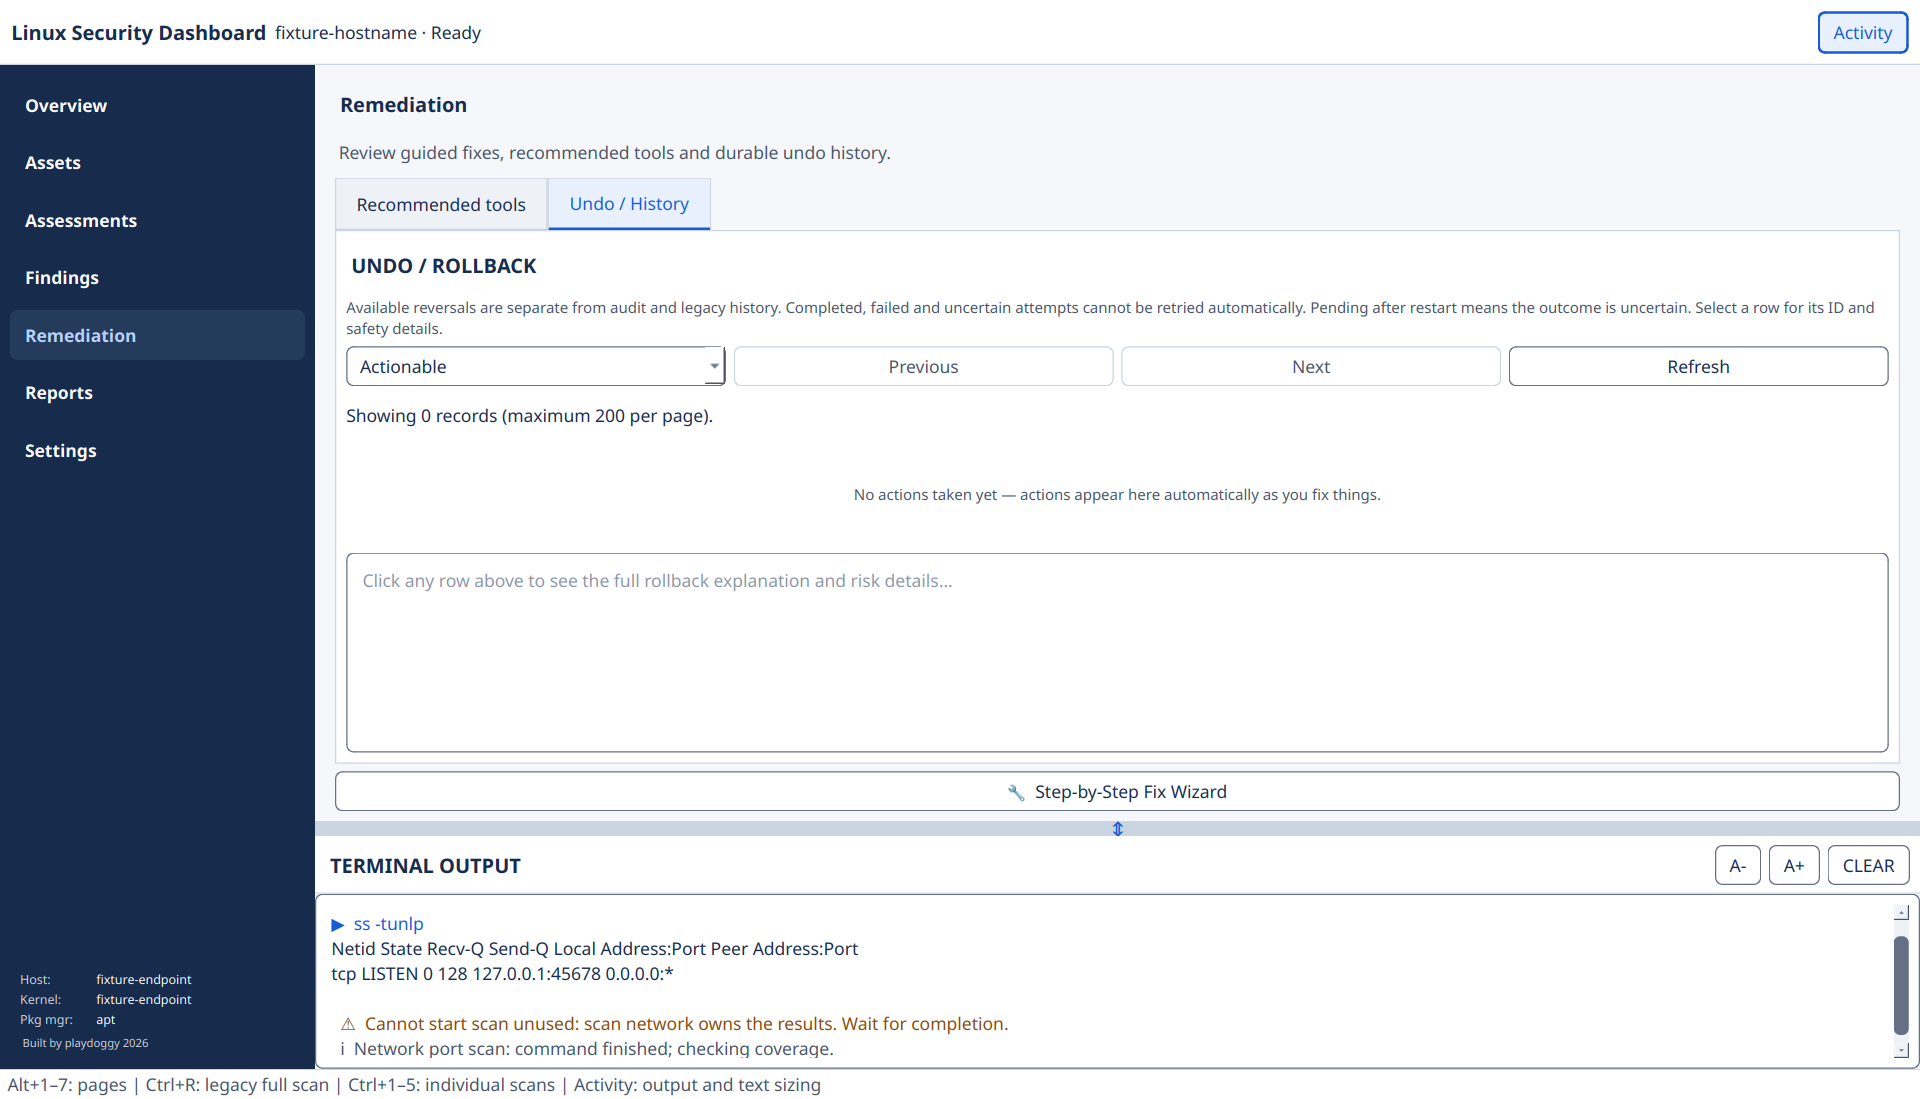 Linux Security Dashboard fixture-hostname · Ready
Activity
Overview
Assets
Assessments
Findings
Remediation
Reports
Settings
Host: fixture-endpoint
Kernel: fixture-endpoint
Pkg mgr: apt
Built by playdoggy 2026
Remediation
Review guided fixes, recommended tools and durable undo history.
Recommended tools
Undo / History
UNDO / ROLLBACK
Available reversals are separate from audit and legacy history. Completed, failed and uncertain attempts cannot be retried automatically. Pending after restart means the outcome is uncertain. Select a row for its ID and
safety details.
Actionable
Previous
Next
Refresh
Showing 0 records (maximum 200 per page).
No actions taken yet — actions appear here automatically as you fix things.
Click any row above to see the full rollback explanation and risk details...
🔧 Step-by-Step Fix Wizard
⇕
TERMINAL OUTPUT
A-
A+
CLEAR
▶ ss -tunlp
Netid State Recv-Q Send-Q Local Address:Port Peer Address:Port
tcp LISTEN 0 128 127.0.0.1:45678 0.0.0.0:*
⚠ Cannot start scan unused: scan network owns the results. Wait for completion.
i Network port scan: command finished; checking coverage.
Alt+1–7: pages | Ctrl+R: legacy full scan | Ctrl+1–5: individual scans | Activity: output and text sizing